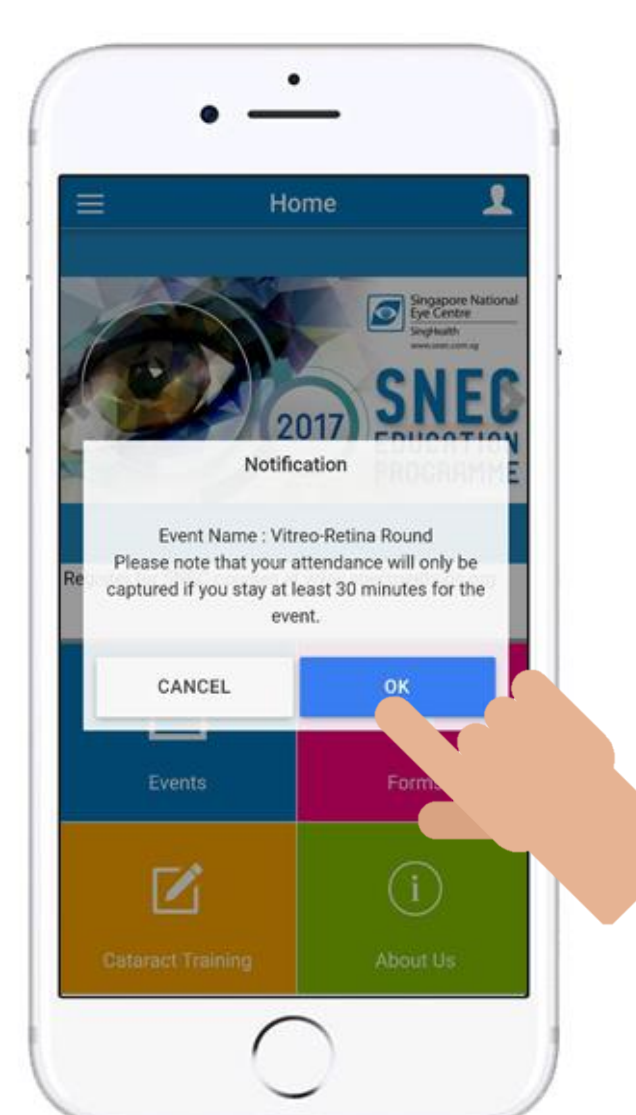 Home
Singapore National
Eye Centre
SingHealth
www.snec.com.sg
SNEC
2017
EDUCATION
PROGRAMME
Notification
Event Name : Vitreo-Retina Round
Please note that your attendance will only be
captured if you stay at least 30 minutes for the
event.
CANCEL
OK
Events
Forms
Cataract Training
About Us